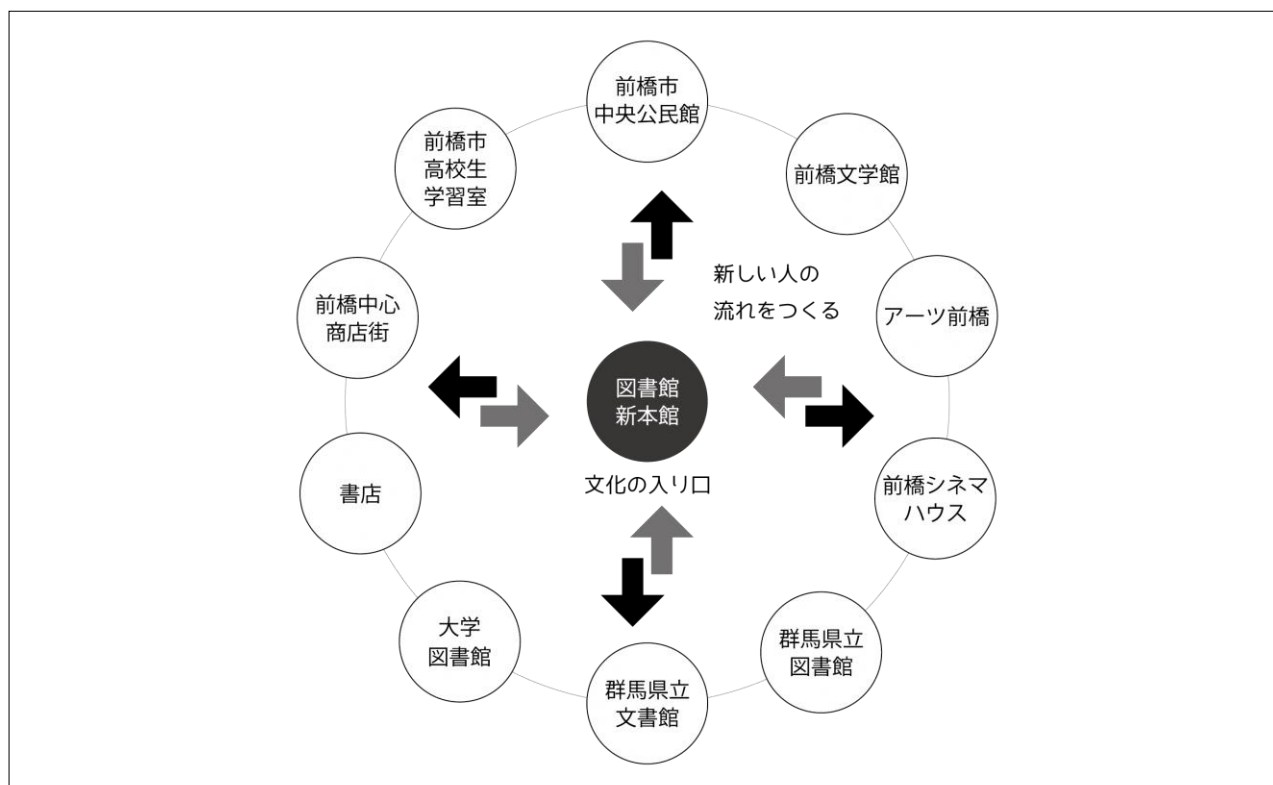 前橋市
中央公民館
前橋市
高校生
学習室
前橋文学館
新しい人の
流れをつくる
前橋中心
商店街
アーツ前橋
図書館
新本館
文化の入り口
書店
前橋シネマ
ハウス
大学
図書館
群馬県立
図書館
群馬県立
文書館